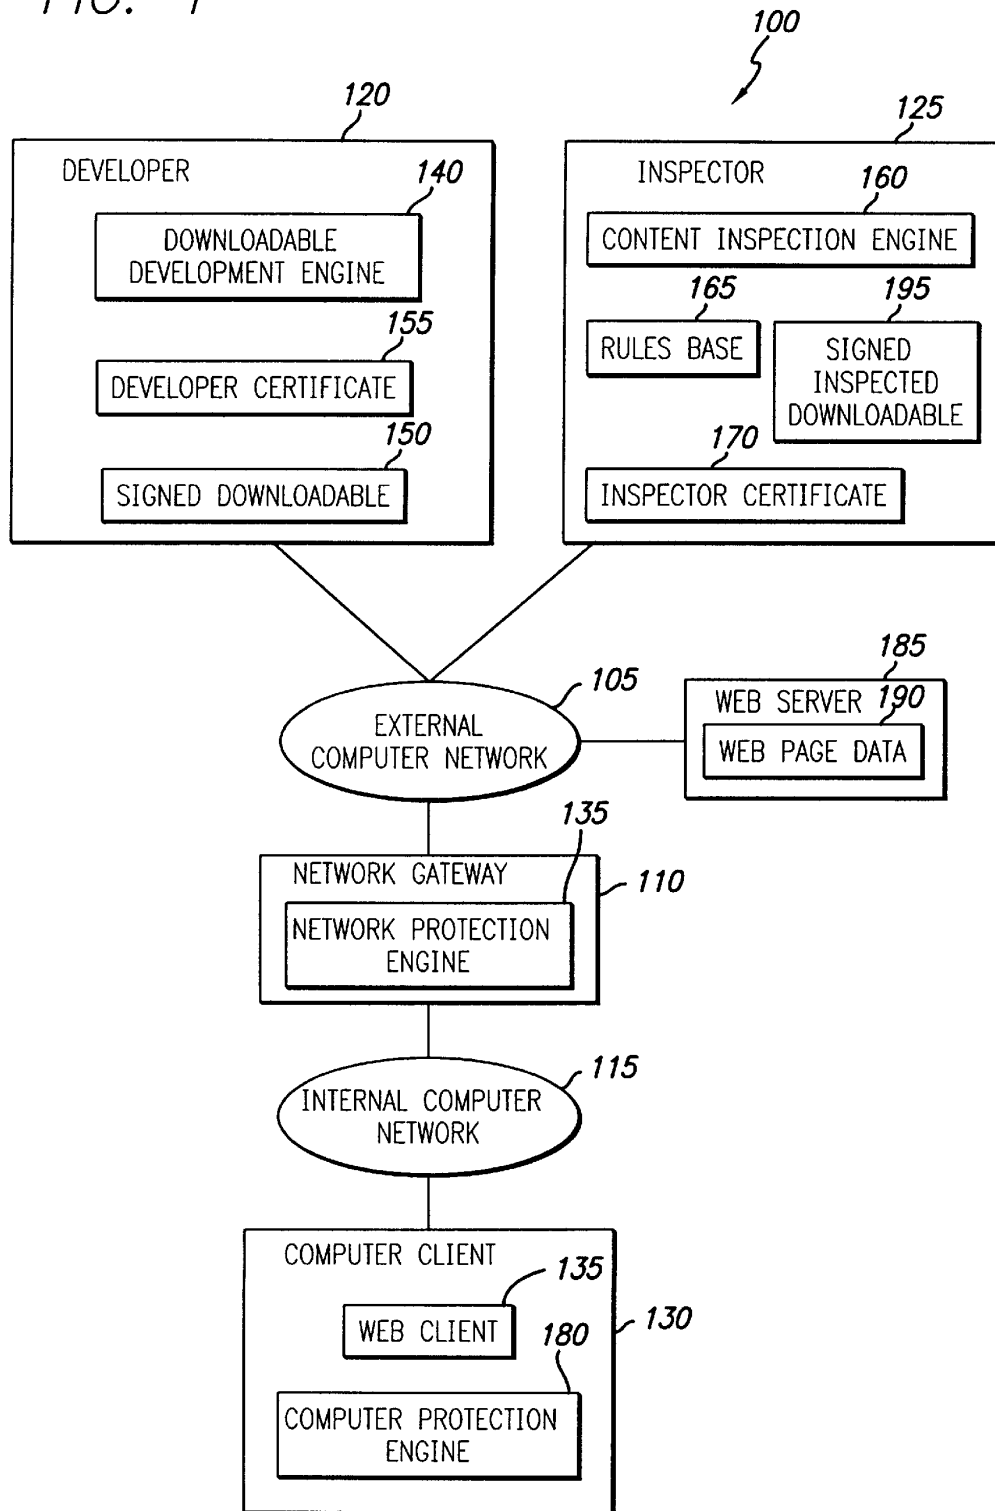 FIG. 1
100
120
125
DEVELOPER
140
DOWNLOADABLE
DEVELOPMENT ENGINE
155
DEVELOPER CERTIFICATE
150
SIGNED DOWNLOADABLE
INSPECTOR
160
CONTENT INSPECTION ENGINE
165
195
RULES BASE
SIGNED
INSPECTED
DOWNLOADABLE
170
INSPECTOR CERTIFICATE
105
EXTERNAL
COMPUTER NETWORK
185
WEB SERVER
190
WEB PAGE DATA
135
NETWORK GATEWAY
110
NETWORK PROTECTION
ENGINE
115
INTERNAL COMPUTER
NETWORK
COMPUTER CLIENT
135
WEB CLIENT
130
180
COMPUTER PROTECTION
ENGINE